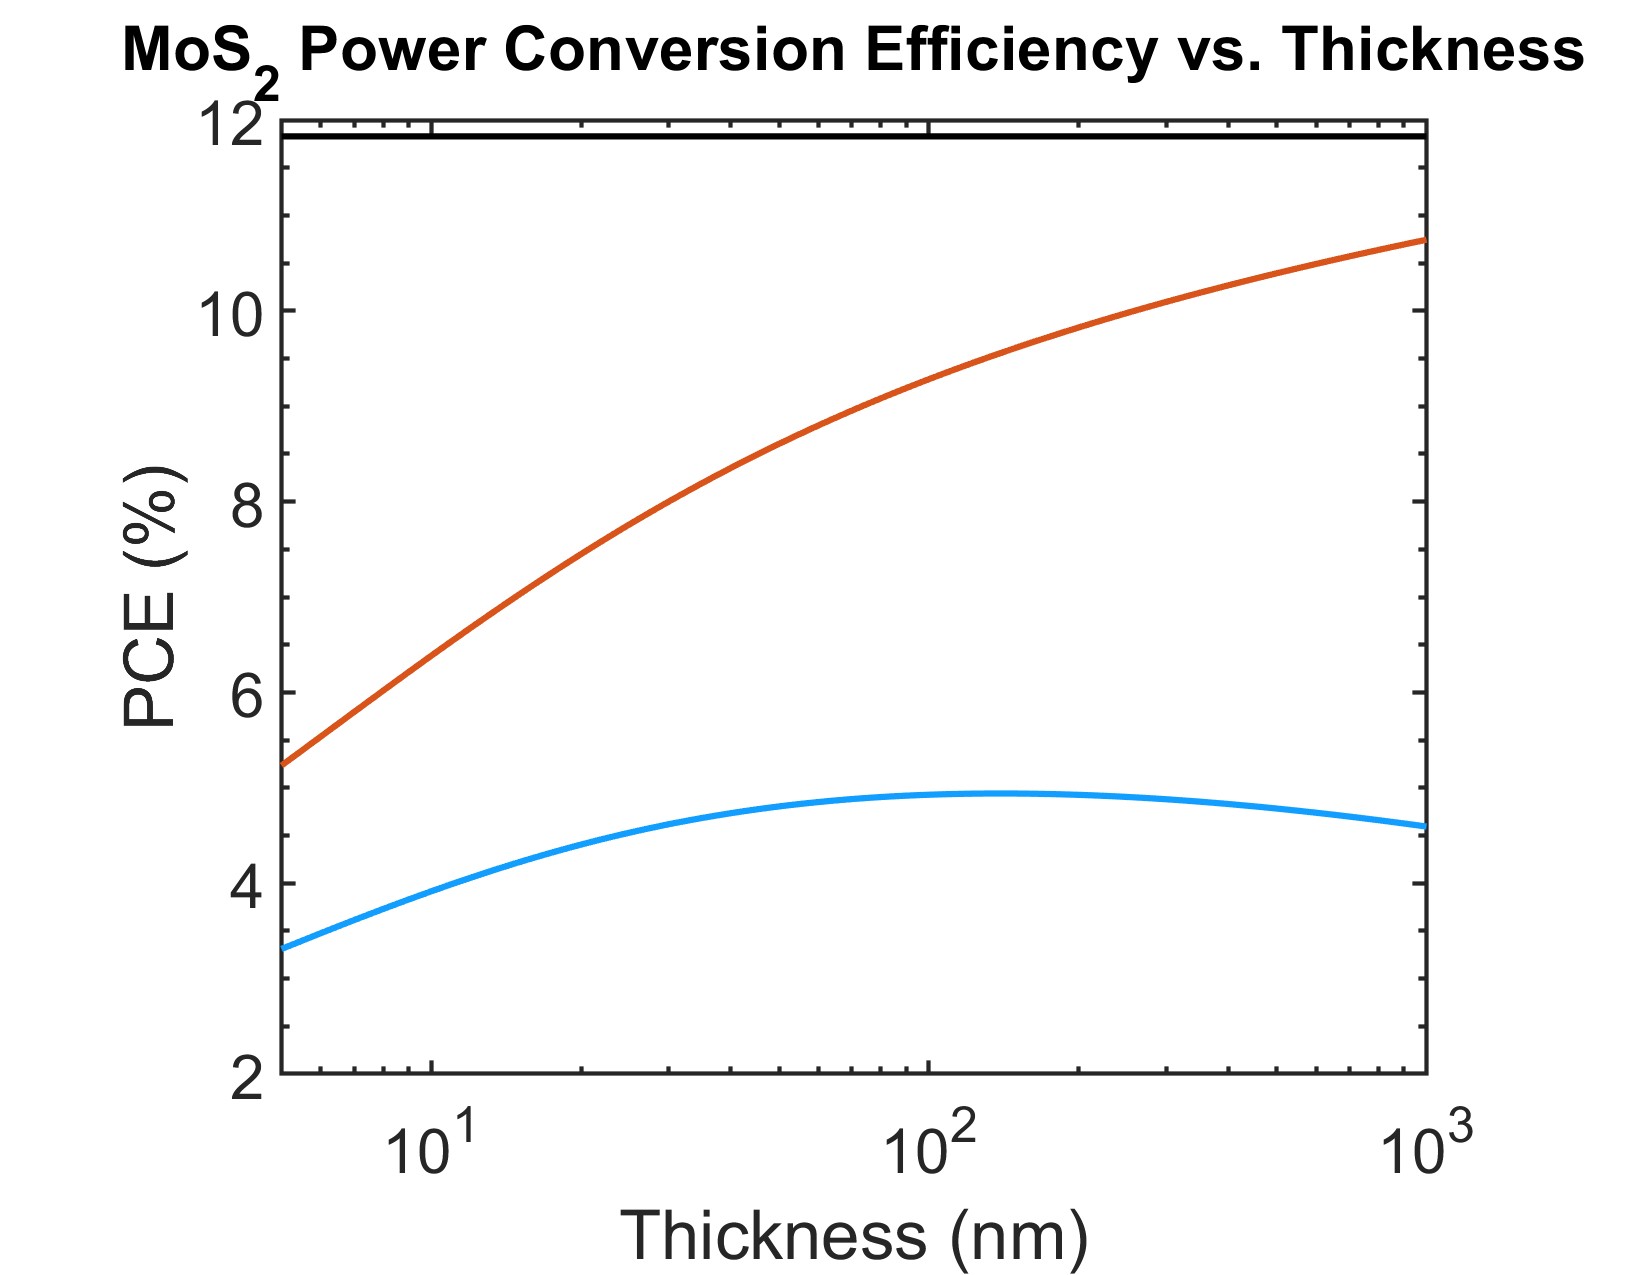 MoS2 Power Conversion Efficiency vs. Thickness
12
10
8
6
4
2
PCE (%)
10^1 10^2 10^3
Thickness (nm)